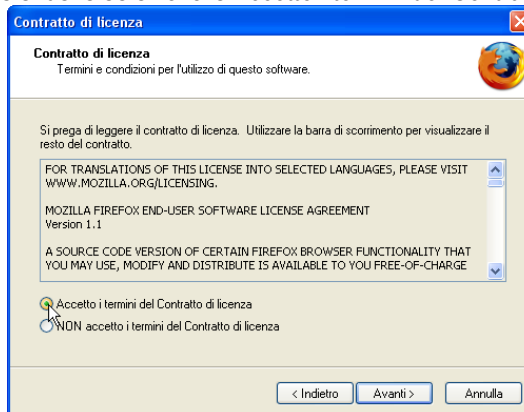 Contratto di licenza
Contratto di licenza
Termini e condizioni per l'utilizzo di questo software.
Si prega di leggere il contratto di licenza. Utilizzare la barra di scorrimento per visualizzare il
resto del contratto.
FOR TRANSLATIONS OF THIS LICENSE INTO SELECTED LANGUAGES, PLEASE VISIT
WWW.MOZILLA.ORG/LICENSING.
MOZILLA FIREFOX END-USER SOFTWARE LICENSE AGREEMENT
Version 1.1
A SOURCE CODE VERSION OF CERTAIN FIREFOX BROWSER FUNCTIONALITY THAT
YOU MAY USE, MODIFY AND DISTRIBUTE IS AVAILABLE TO YOU FREE-OF-CHARGE
Accetto i termini del Contratto di licenza
NON accetto i termini del Contratto di licenza
< Indietro
Avanti >
Annulla